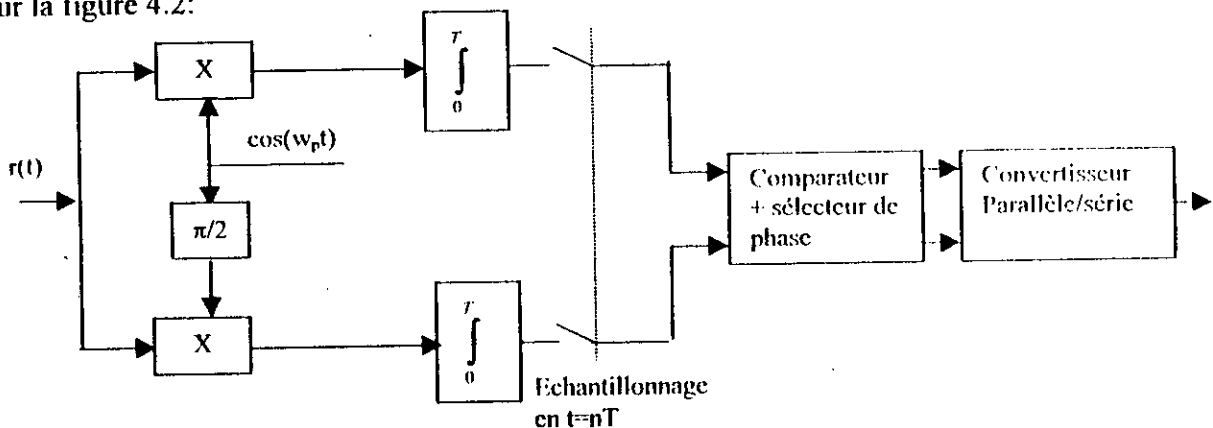 ur la figure 4.2:
T
∫
0
X
cos(wₚt)
r(t)
π/2
Comparateur
+ sélecteur de
phase
Convertisseur
Parallèle/série
T
∫
0
X
Echantillonnage
en t=nT